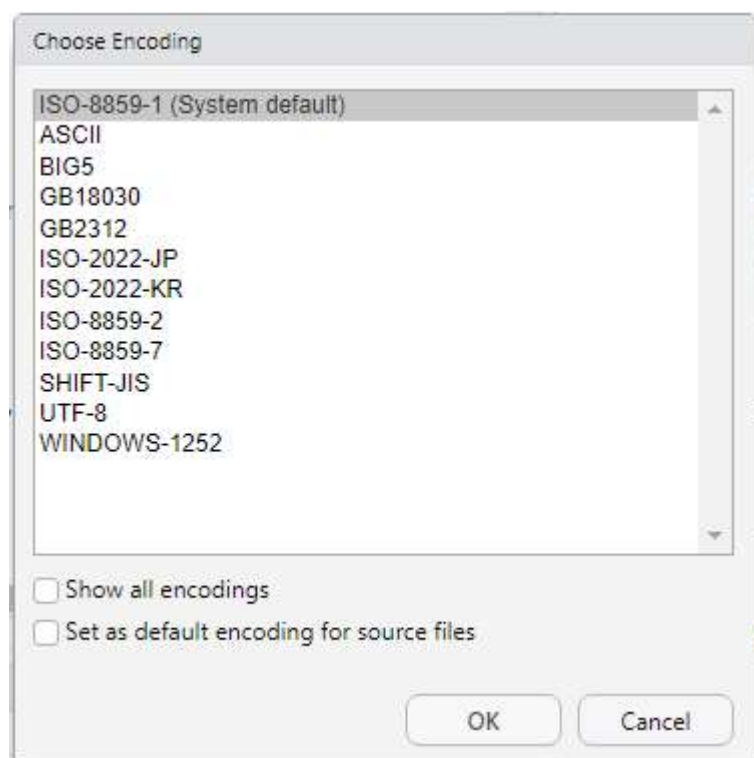 Choose Encoding
ISO-8859-1 (System default)
ASCII
BIG5
GB18030
GB2312
ISO-2022-JP
ISO-2022-KR
ISO-8859-2
ISO-8859-7
SHIFT-JIS
UTF-8
WINDOWS-1252
Show all encodings
Set as default encoding for source files
OK Cancel